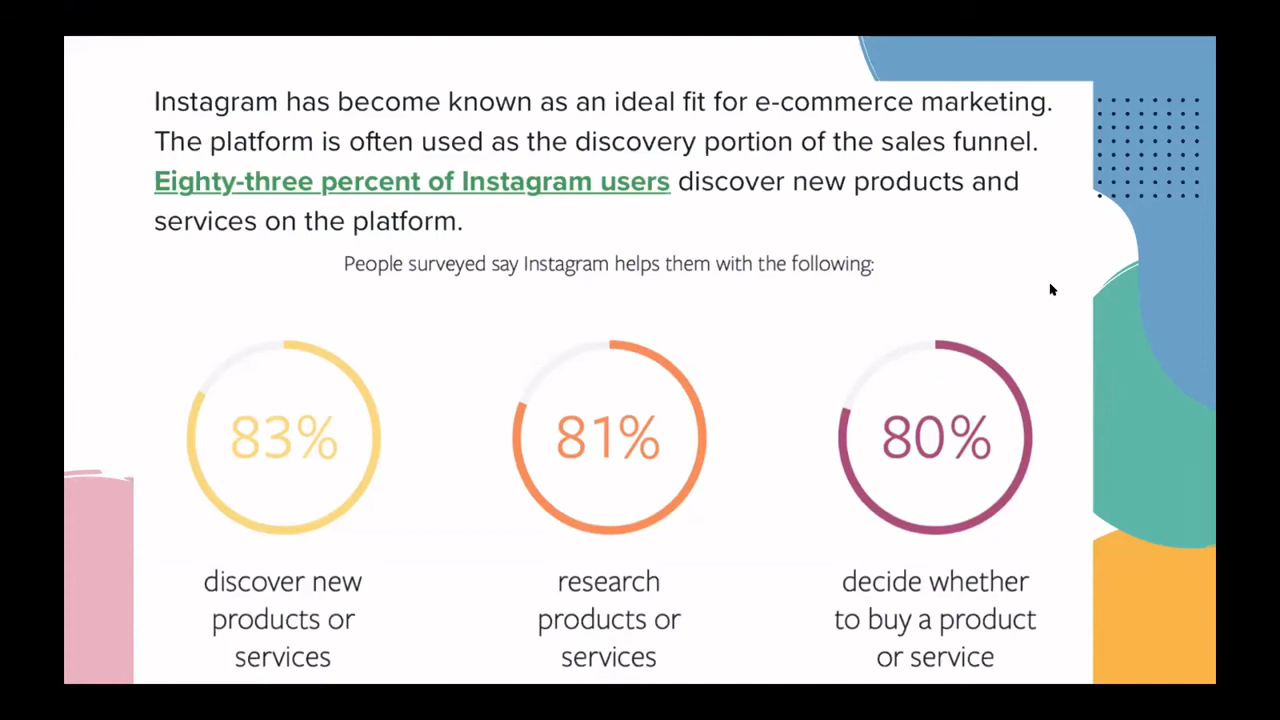 Instagram has become known as an ideal fit for e-commerce marketing.
The platform is often used as the discovery portion of the sales funnel.
Eighty-three percent of Instagram users discover new products and
services on the platform.
People surveyed say Instagram helps them with the following:
83%
81%
80%
discover new
products or
services
research
products or
services
decide whether
to buy a product
or service